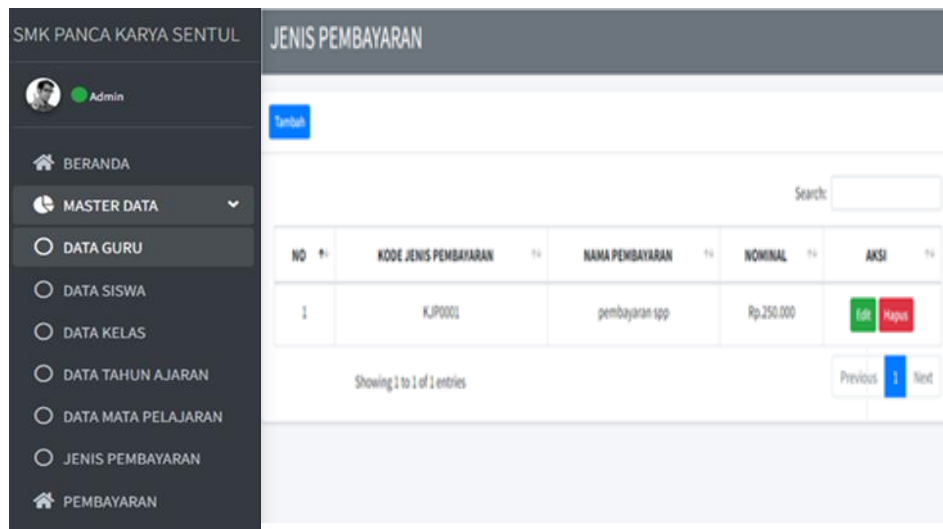 SMK PANCA KARYA SENTUL
Admin
BERANDA
MASTER DATA
DATA GURU
DATA SISWA
DATA KELAS
DATA TAHUN AJARAN
DATA MATA PELAJARAN
JENIS PEMBAYARAN
PEMBAYARAN
JENIS PEMBAYARAN
Tambah
Search:
NO KODE JENIS PEMBAYARAN NAMA PEMBAYARAN NOMINAL AKSI
1 KJP0001 pembayaran spp Rp.250.000 Edit Hapus
Showing 1 to 1 of 1 entries Previous 1 Next